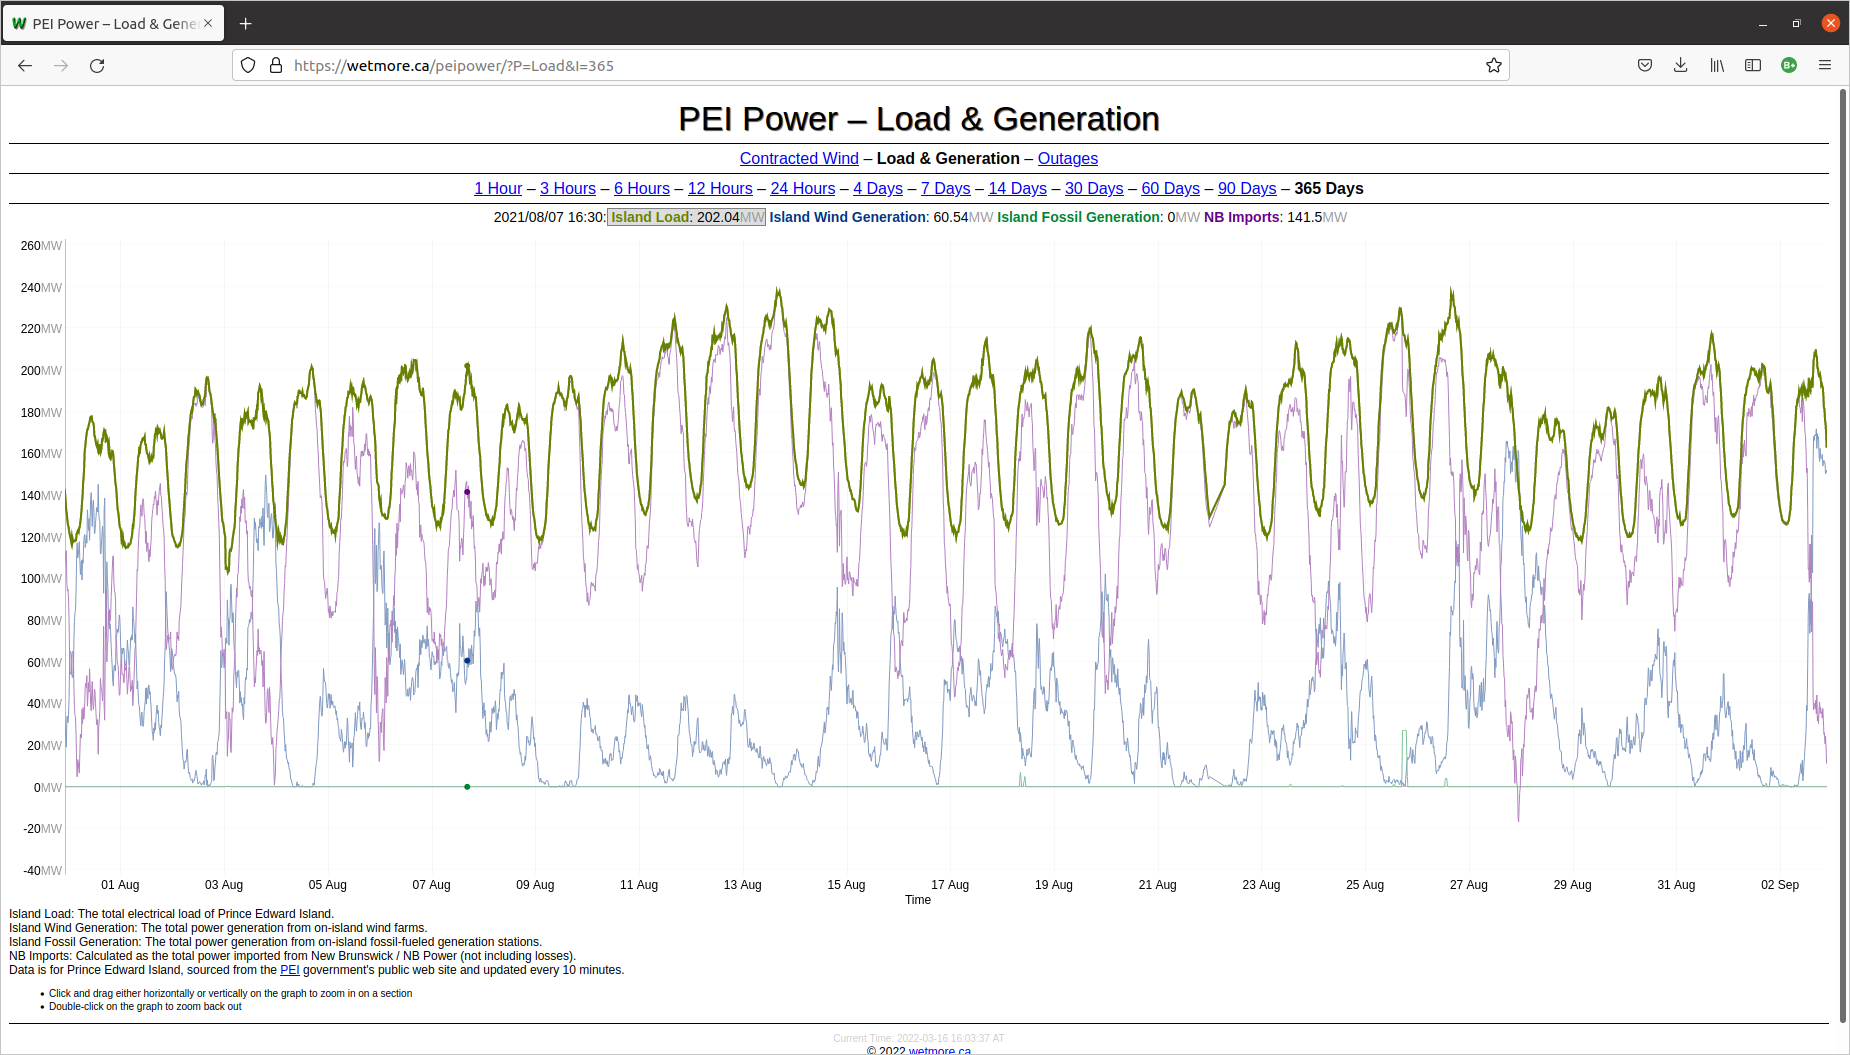 PEI Power – Load & Gene
https://wetmore.ca/peipower/?P=Load&I=365
PEI Power – Load & Generation
Contracted Wind – Load & Generation – Outages
1 Hour – 3 Hours – 6 Hours – 12 Hours – 24 Hours – 4 Days – 7 Days – 14 Days – 30 Days – 60 Days – 90 Days – 365 Days
2021/08/07 16:30: Island Load: 202.04MW Island Wind Generation: 60.54MW Island Fossil Generation: 0MW NB Imports: 141.5MW
260MW
240MW
220MW
200MW
180MW
160MW
140MW
120MW
100MW
80MW
60MW
40MW
20MW
0MW
-20MW
-40MW
01 Aug 03 Aug 05 Aug 07 Aug 09 Aug 11 Aug 13 Aug 15 Aug 17 Aug 19 Aug 21 Aug 23 Aug 25 Aug 27 Aug 29 Aug 31 Aug 02 Sep
Time
Island Load: The total electrical load of Prince Edward Island.
Island Wind Generation: The total power generation from on-island wind farms.
Island Fossil Generation: The total power generation from on-island fossil-fueled generation stations.
NB Imports: Calculated as the total power imported from New Brunswick / NB Power (not including losses).
Data is for Prince Edward Island, sourced from the PEI government's public web site and updated every 10 minutes.
• Click and drag either horizontally or vertically on the graph to zoom in on a section
• Double-click on the graph to zoom back out
Current Time: 2022-03-16 16:03:37 AT
© 2022 wetmore.ca